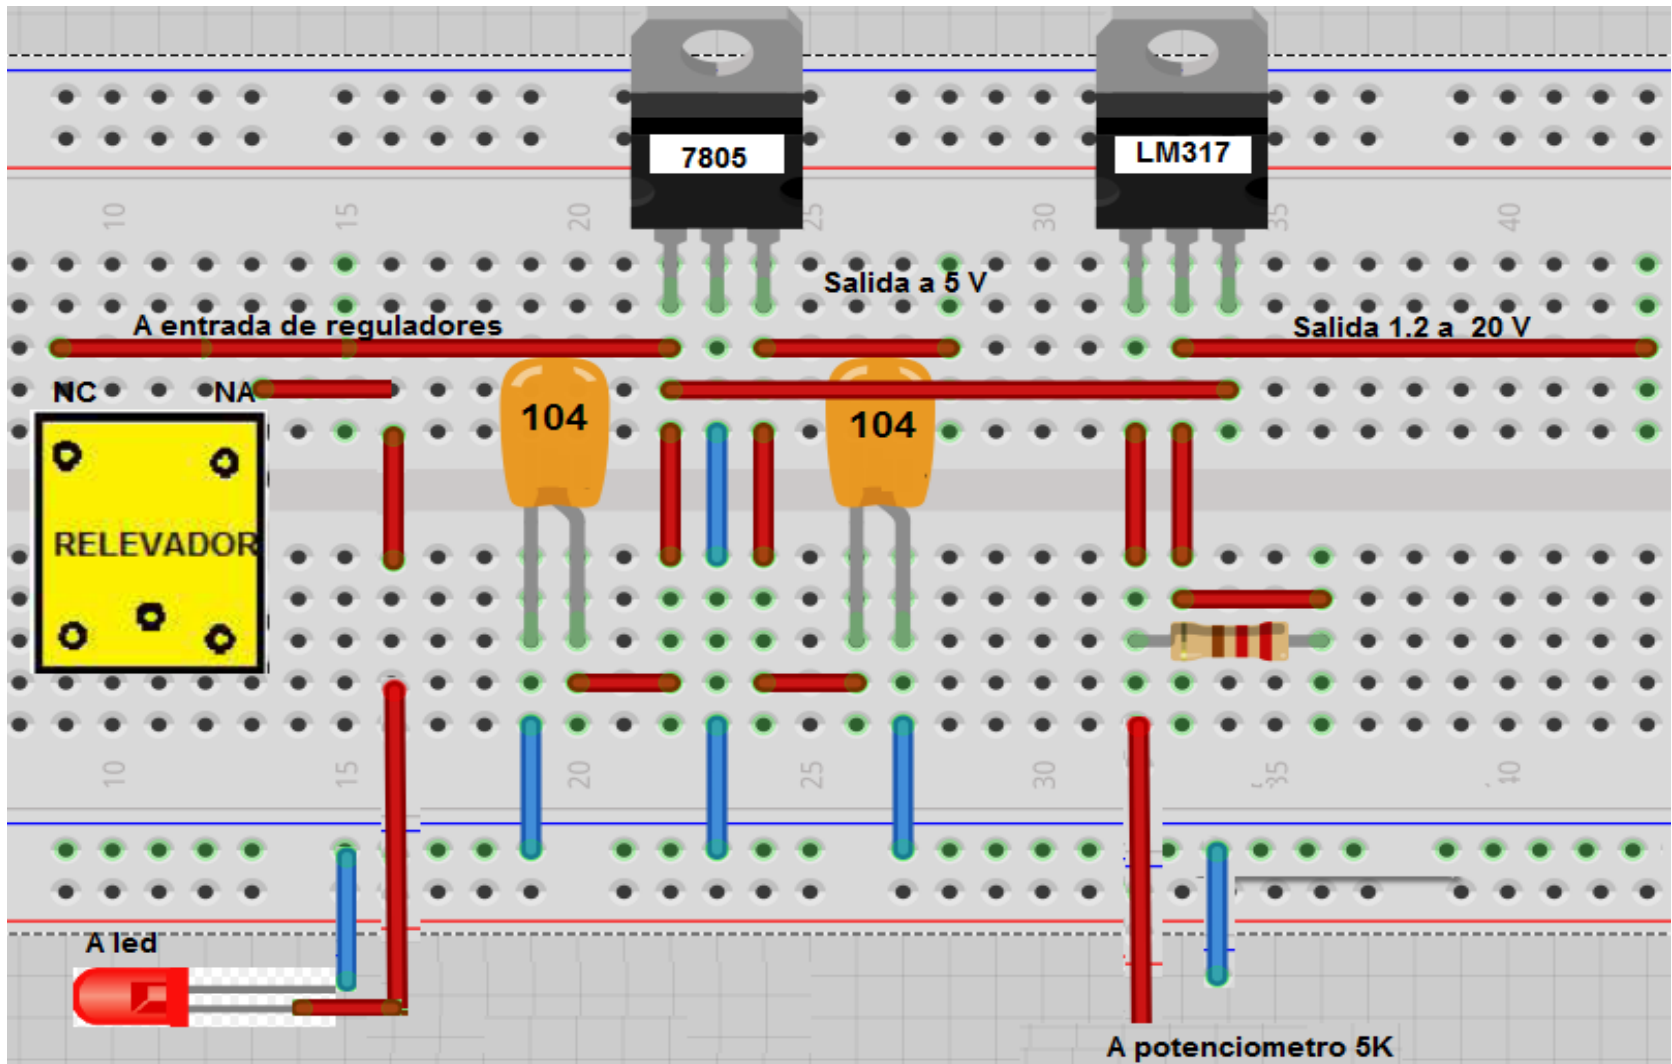 7805
LM317
10
15
20
25
30
35
40
Salida a 5 V
A entrada de reguladores
Salida 1.2 a 20 V
NC
NA
104
104
RELEVADOR
10
15
20
25
30
35
40
A led
A potenciometro 5K